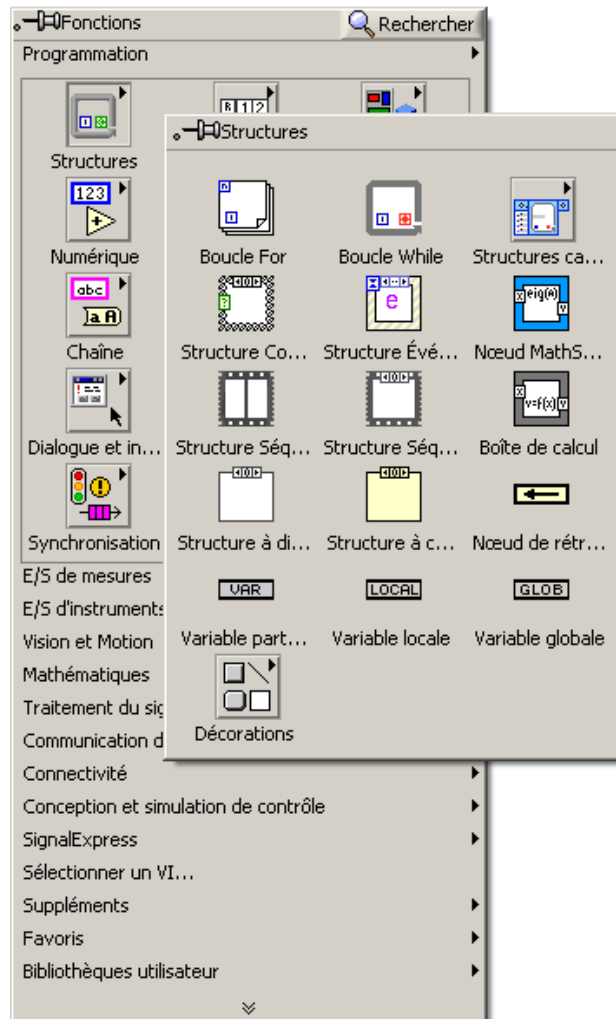 Fonctions
Rechercher
Programmation
Structures
Structures
Numérique
Boucle For
Boucle While
Structures ca...
Chaîne
Structure Co...
Structure Évé...
Nœud MathS...
Dialogue et in...
Structure Séq...
Structure Séq...
Boîte de calcul
Synchronisation
Structure à di...
Structure à c...
Nœud de rétr...
VAR
LOCAL
GLOB
Variable part...
Variable locale
Variable globale
Décorations
E/S de mesures
E/S d'instruments
Vision et Motion
Mathématiques
Traitement du sig
Communication d
Connectivité
Conception et simulation de contrôle
SignalExpress
Sélectionner un VI...
Suppléments
Favoris
Bibliothèques utilisateur